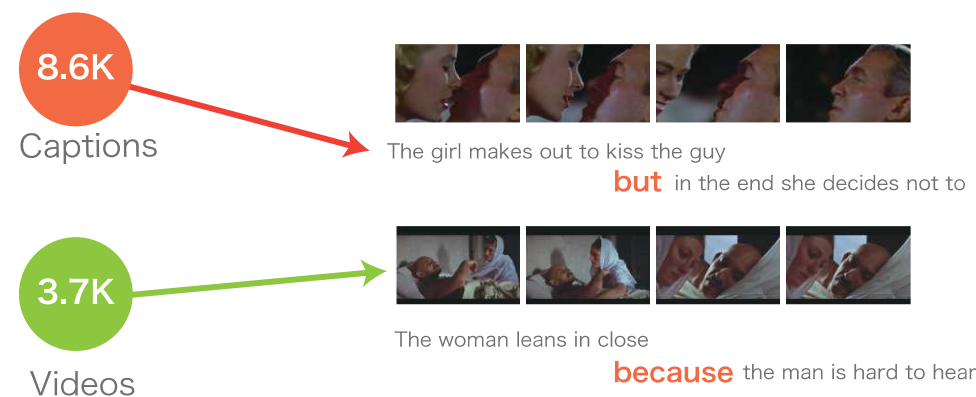 8.6K
Captions
The girl makes out to kiss the guy
but in the end she decides not to
3.7K
Videos
The woman leans in close
because the man is hard to hear